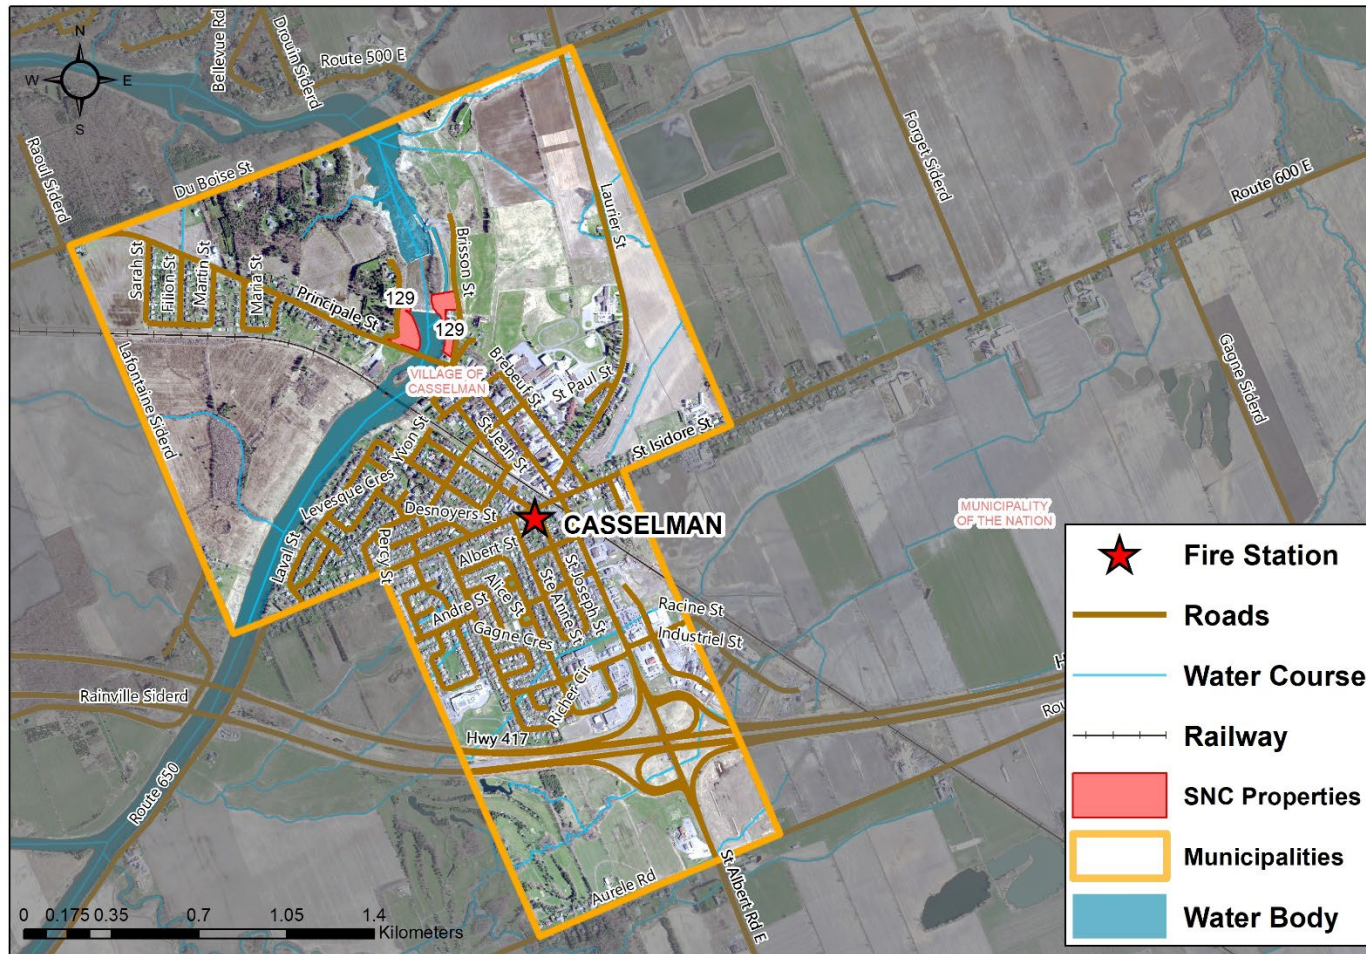 N
W
E
S
Bellevue Rd
Drouin Siderd
Route 500 E
Raoul Siderd
Du Boise St
Forget Siderd
Route 600 E
Laurier St
Brisson St
Sarah St
Filion St
Martin St
Maria St
Principale St
129
129
Gagne Siderd
Lafontaine Siderd
VILLAGE OF
CASSELMAN
Brebeuf St
St Paul St
St Jean St
St Isidore St
Yvon St
Levesque Cres
Desnoyers St
CASSELMAN
MUNICIPALITY
OF THE NATION
Laval St
Percy St
Albert St
Andre St
Alice St
Ste Anne St
St Joseph St
Gagne Cres
Racine St
Industriel St
Richer Cir
Rainville Siderd
Hwy 417
Route 650
Aurele Rd
St Albert Rd E
0 0.175 0.35 0.7 1.05 1.4
Kilometers
Fire Station
Roads
Water Course
Railway
SNC Properties
Municipalities
Water Body